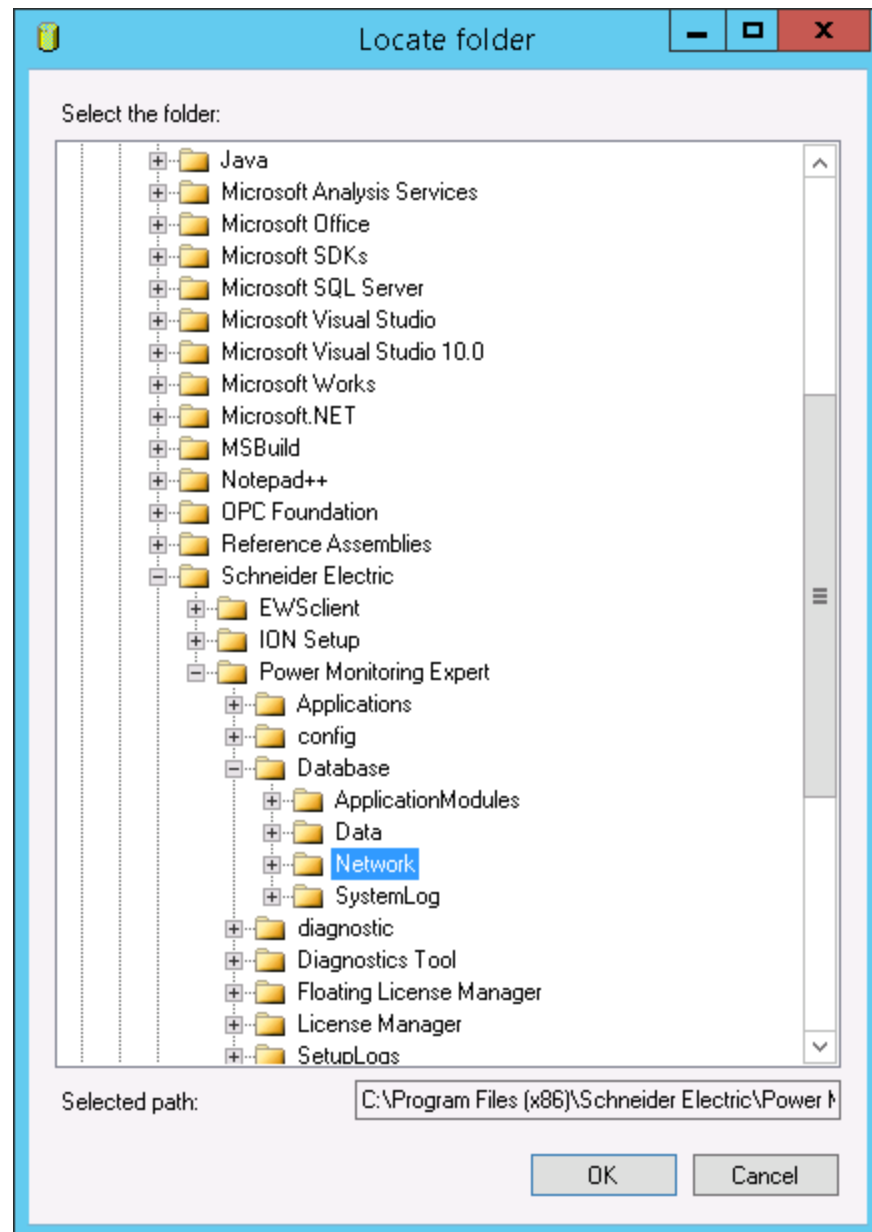 Locate folder
Select the folder:
Java
Microsoft Analysis Services
Microsoft Office
Microsoft SDKs
Microsoft SQL Server
Microsoft Visual Studio
Microsoft Visual Studio 10.0
Microsoft Works
Microsoft.NET
MSBuild
Notepad++
OPC Foundation
Reference Assemblies
Schneider Electric
EWSclient
ION Setup
Power Monitoring Expert
Applications
config
Database
ApplicationModules
Data
Network
SystemLog
diagnostic
Diagnostics Tool
Floating License Manager
License Manager
SetupLogs
Selected path: C:\Program Files (x86)\Schneider Electric\Power
OK Cancel